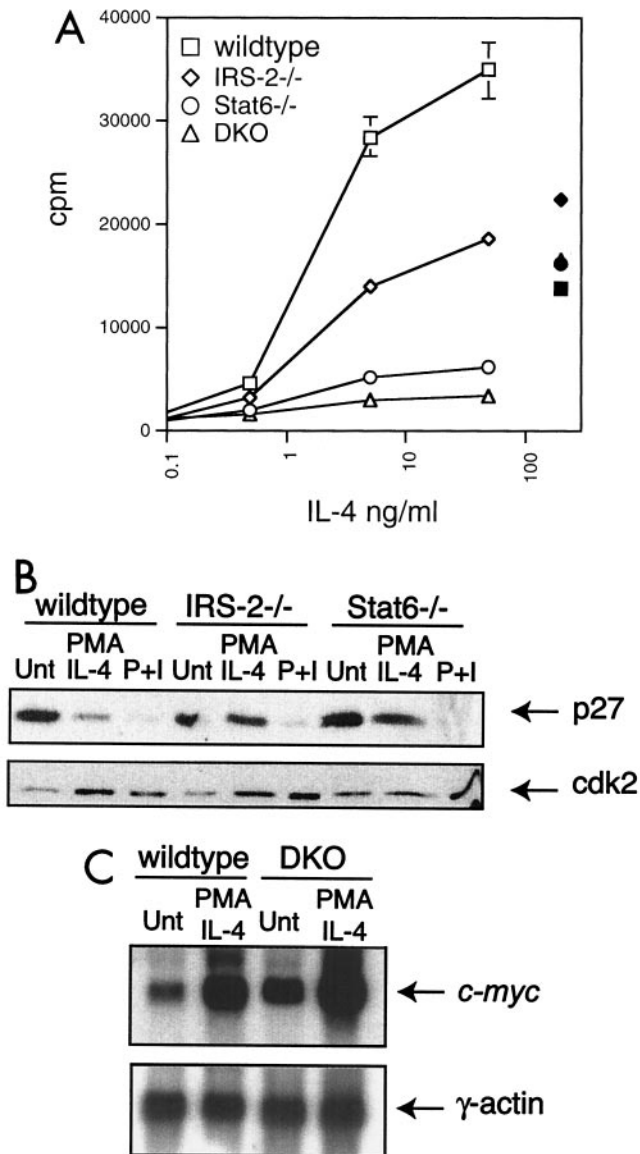 A
40000
30000
20000
10000
0
cpm
wildtype
IRS-2-/-
Stat6-/-
DKO
0.1
1
10
100
IL-4 ng/ml
B
wildtype IRS-2-/- Stat6-/-
PMA PMA PMA
Unt IL-4 P+I Unt IL-4 P+I Unt IL-4 P+I
p27
cdk2
C
wildtype DKO
PMA PMA
Unt IL-4 Unt IL-4
c-myc
γ-actin